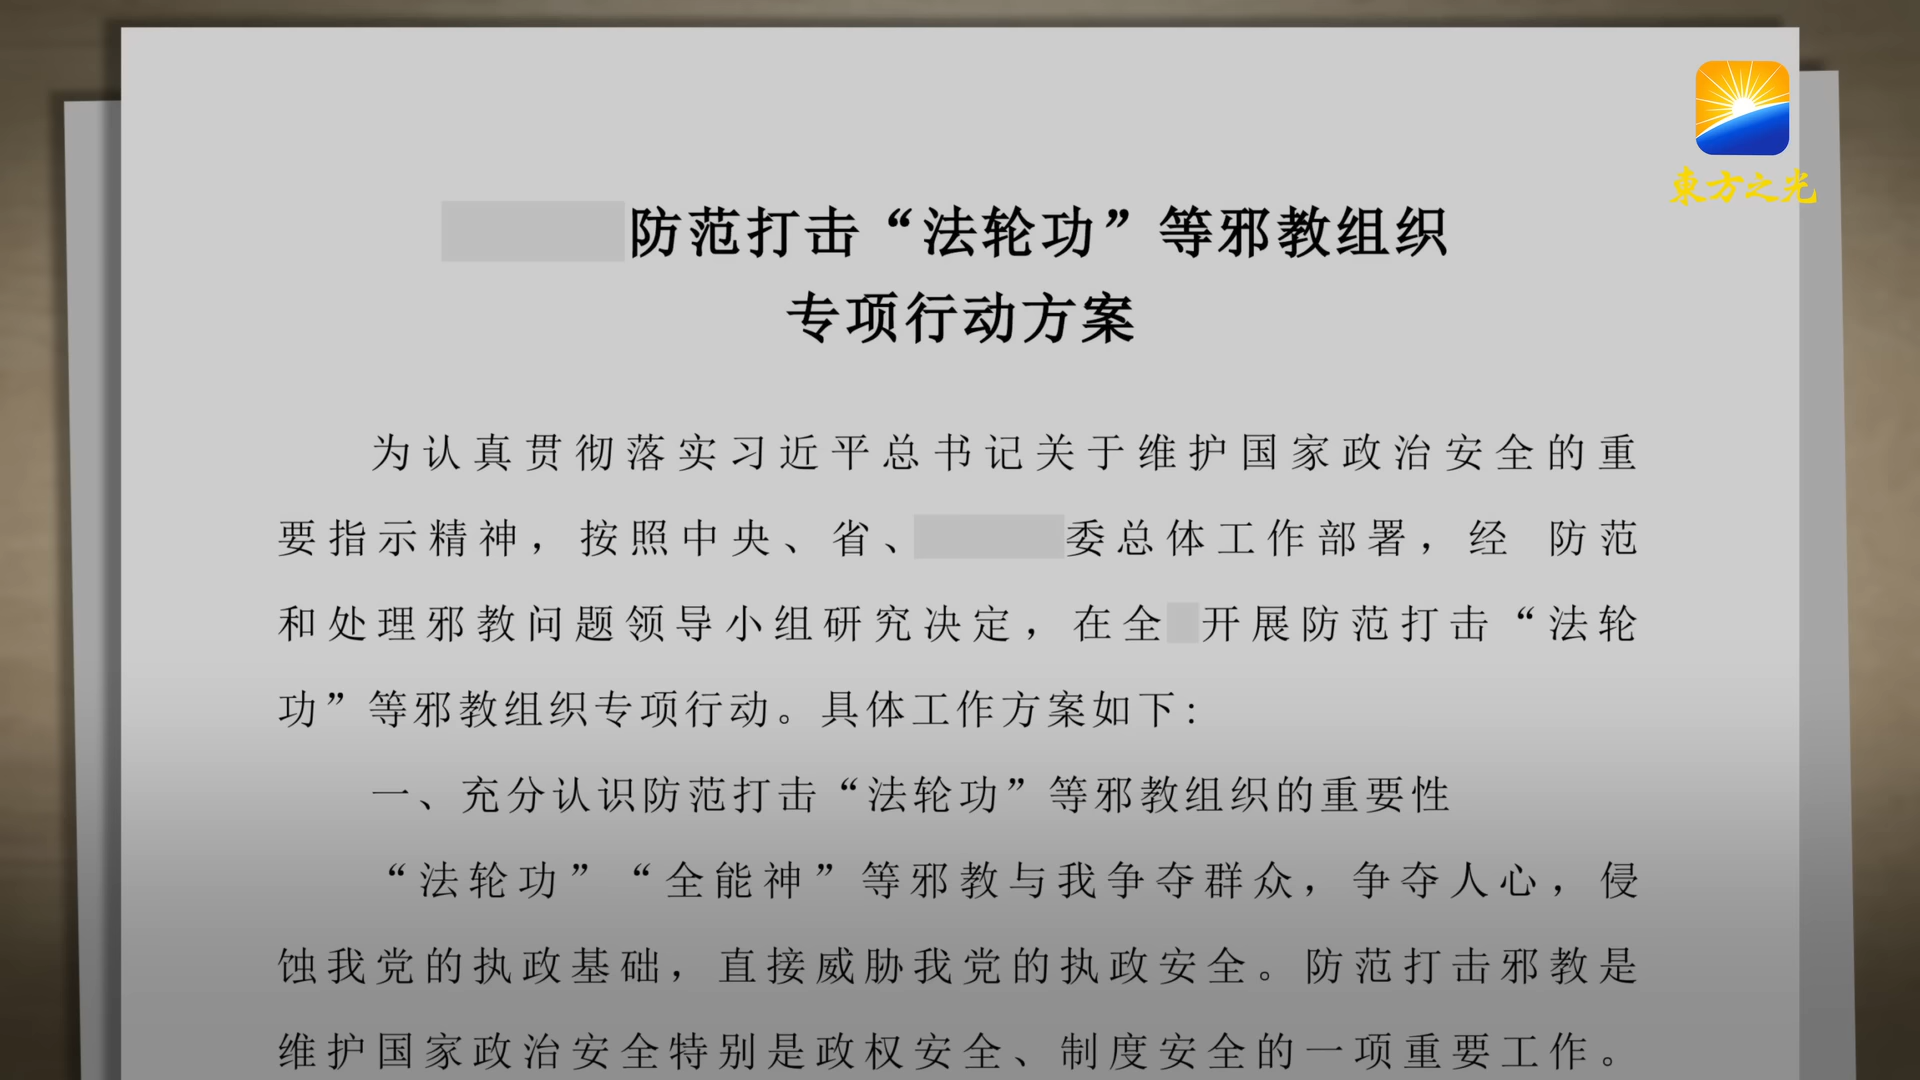 東方之光
防范打击“法轮功”等邪教组织
专项行动方案
为认真贯彻落实习近平总书记关于维护国家政治安全的重
要指示精神，按照中央、省、委总体工作部署，经 防范
和处理邪教问题领导小组研究决定，在全开展防范打击“法轮
功”等邪教组织专项行动。具体工作方案如下：
一、充分认识防范打击“法轮功”等邪教组织的重要性
“法轮功”“全能神”等邪教与我争夺群众，争夺人心，侵
蚀我党的执政基础，直接威胁我党的执政安全。防范打击邪教是
维护国家政治安全特别是政权安全、制度安全的一项重要工作。